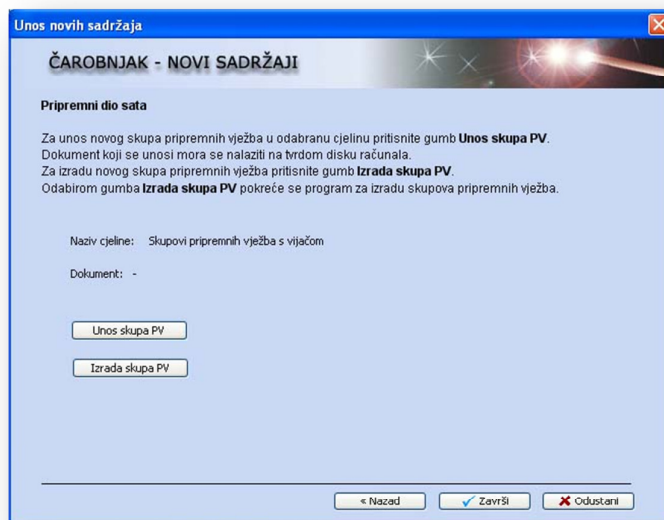 Unos novih sadržaja
ČAROBNJAK - NOVI SADRŽAJI
Pripremni dio sata
Za unos novog skupa pripremnih vježba u odabranu cjelinu pritisnite gumb Unos skupa PV.
Dokument koji se unosi mora se nalaziti na tvrdom disku računala.
Za izradu novog skupa pripremnih vježba pritisnite gumb Izrada skupa PV.
Odabirom gumba Izrada skupa PV pokreće se program za izradu skupova pripremnih vježba.
Naziv cjeline: Skupovi pripremnih vježba s vijačom
Dokument: -
Unos skupa PV
Izrada skupa PV
« Nazad Završi Odustani